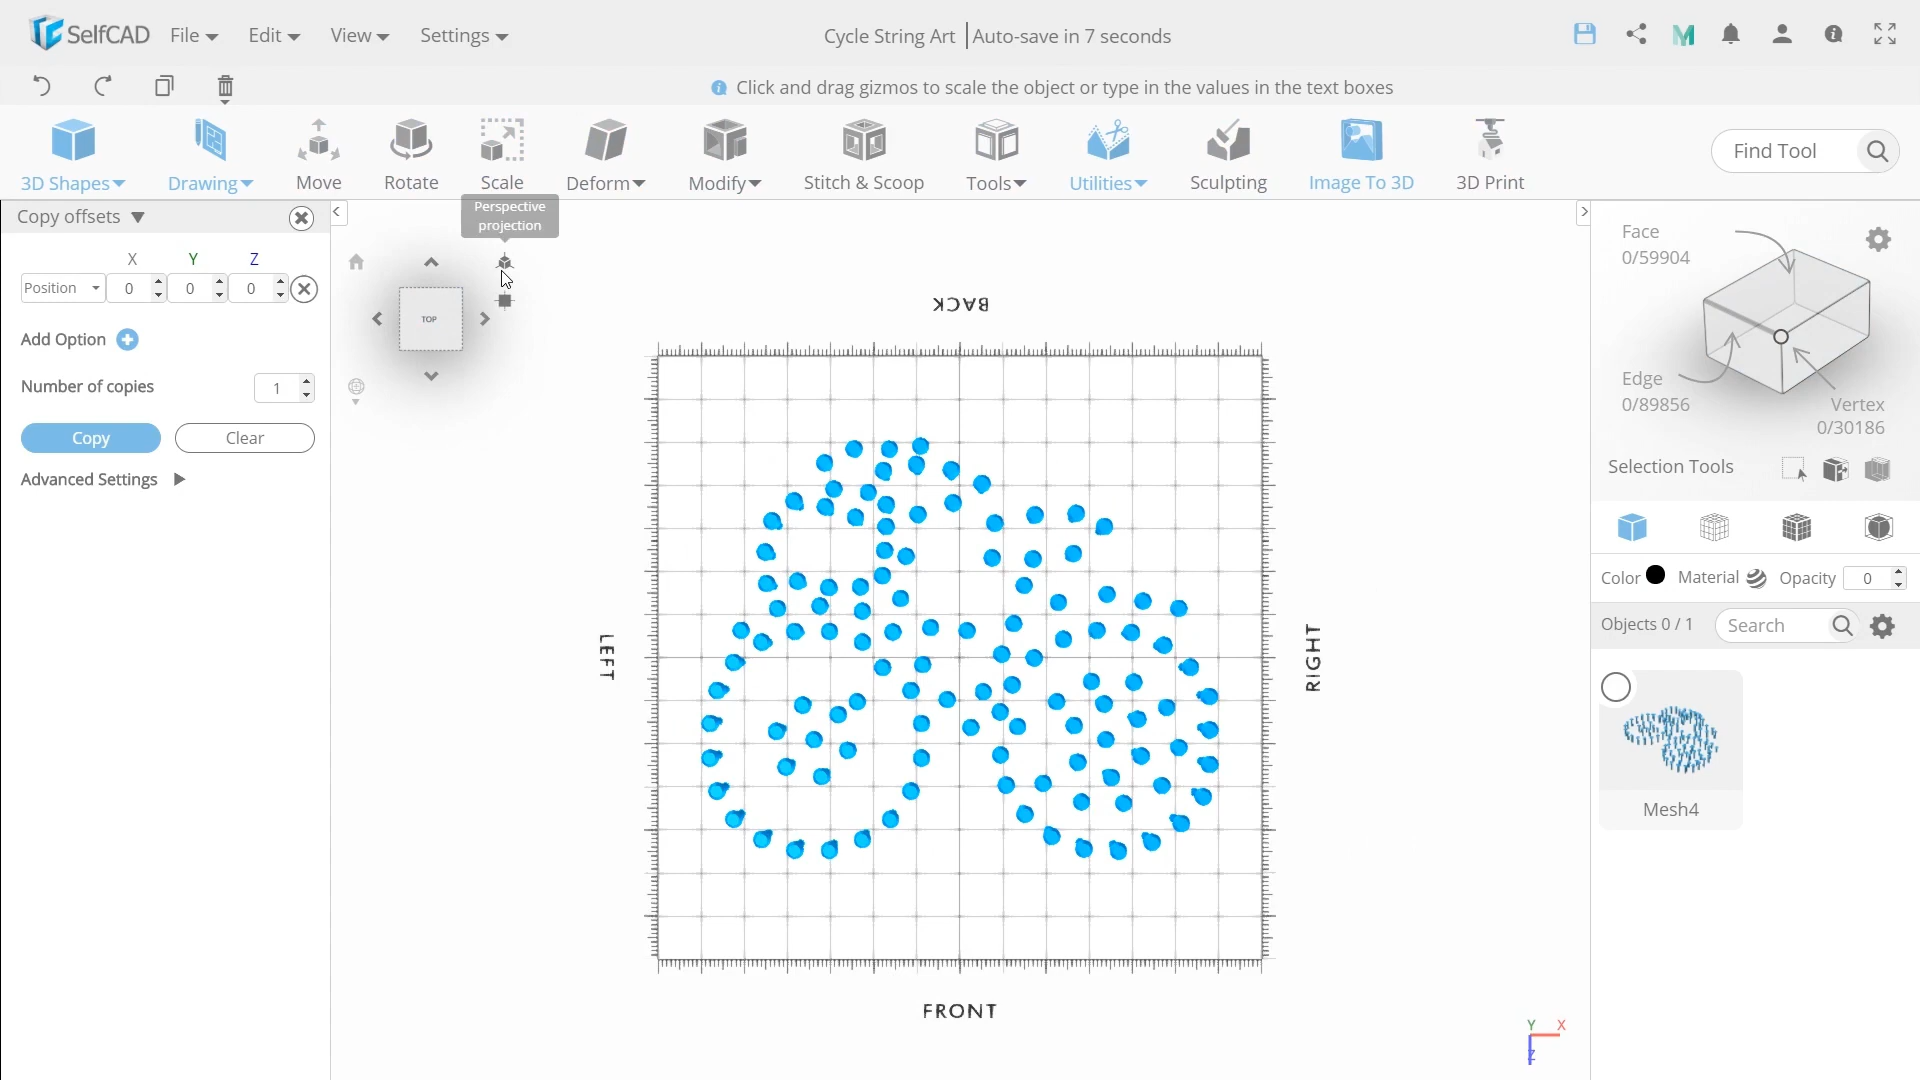 SelfCAD File Edit View Settings Cycle String Art Auto-save in 7 seconds
Click and drag gizmos to scale the object or type in the values in the text boxes
3D Shapes Drawing Move Rotate Scale Deform Modify Stitch & Scoop Tools Utilities Sculpting Image To 3D 3D Print Find Tool
Copy offsets
X Y Z
Position 0 0 0
Add Option
Number of copies 1
Copy Clear
Advanced Settings
Perspective
projection
TOP
BACK
LEFT
RIGHT
FRONT
Y X
Z
Face
0/59904
Edge
0/89856
Vertex
0/30186
Selection Tools
Color Material Opacity 0
Objects 0 / 1 Search
Mesh4